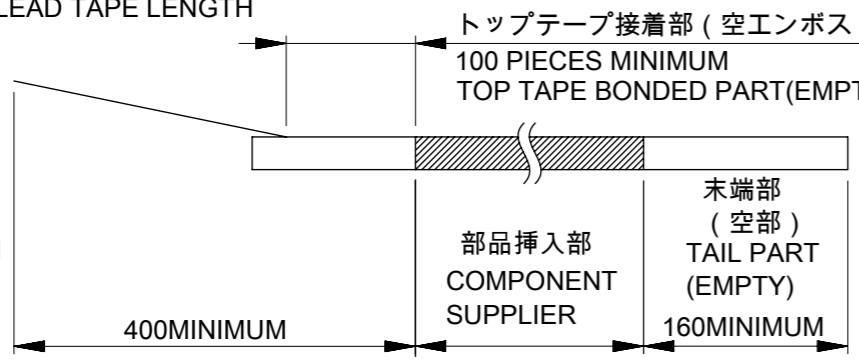 LEAD TAPE LENGTH
トップテープ接着部 ( 空エンボス
100 PIECES MINIMUM
TOP TAPE BONDED PART(EMPT
部品挿入部
COMPONENT
SUPPLIER
末端部
( 空部 )
TAIL PART
(EMPTY)
400MINIMUM
160MINIMUM